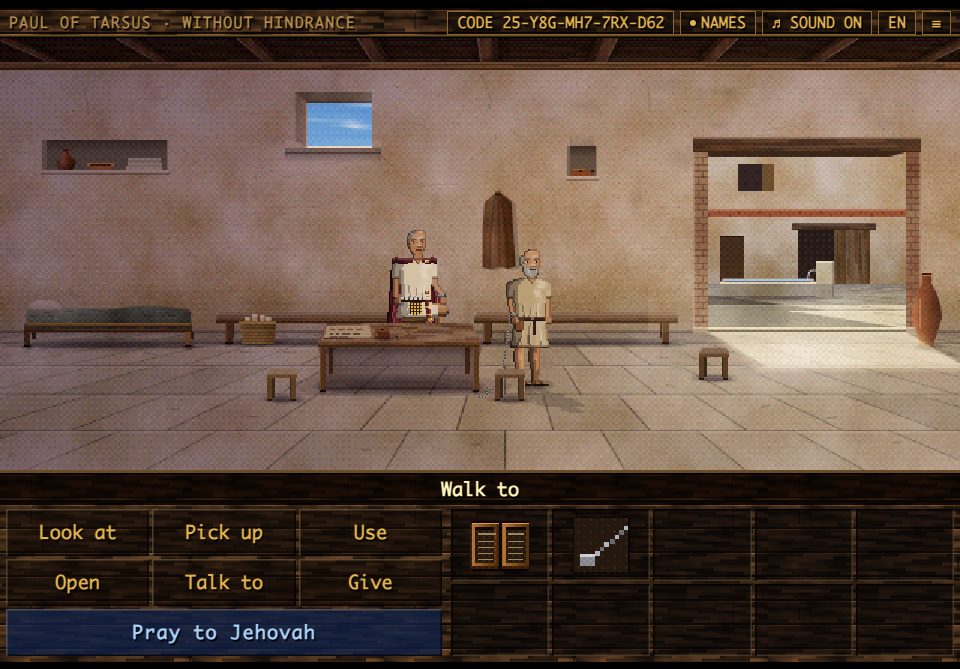 PAUL OF TARSUS · WITHOUT HINDRANCE
CODE 25-Y8G-MH7-7RX-D62
● NAMES
♬ SOUND ON
EN
≡
Walk to
Look at
Pick up
Use
Open
Talk to
Give
Pray to Jehovah